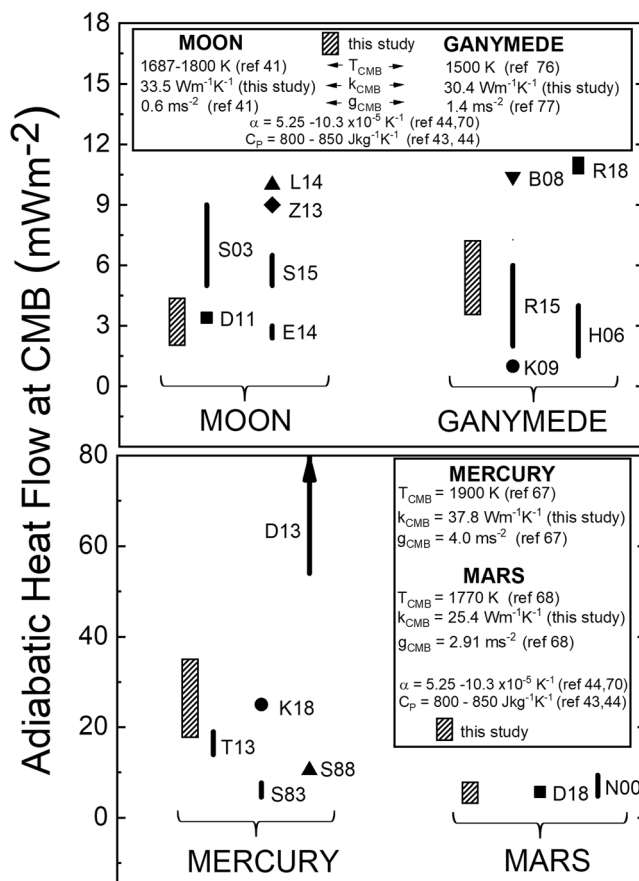 Adiabatic Heat Flow at CMB (mWm⁻²)
18
15
12
9
6
3
0
MOON this study GANYMEDE
1687-1800 K (ref 41) T_CMB 1500 K (ref 76)
33.5 Wm⁻¹K⁻¹ (this study) k_CMB 30.4 Wm⁻¹K⁻¹ (this study)
0.6 ms⁻² (ref 41) g_CMB 1.4 ms⁻² (ref 77)
α = 5.25 -10.3 x10⁻⁵ K⁻¹ (ref 44,70)
C_P = 800 - 850 Jkg⁻¹K⁻¹ (ref 43, 44)
L14
Z13
S03
S15
D11
E14
B08
R18
R15
H06
K09
MOON
GANYMEDE
80
60
40
20
0
MERCURY
T_CMB = 1900 K (ref 67)
k_CMB = 37.8 Wm⁻¹K⁻¹ (this study)
g_CMB = 4.0 ms⁻² (ref 67)
MARS
T_CMB = 1770 K (ref 68)
k_CMB = 25.4 Wm⁻¹K⁻¹ (this study)
g_CMB = 2.91 ms⁻² (ref 68)
α = 5.25 -10.3 x10⁻⁵ K⁻¹ (ref 44,70)
C_P = 800 - 850 Jkg⁻¹K⁻¹ (ref 43,44)
this study
D13
K18
T13
S88
S83
D18
N00
MERCURY
MARS